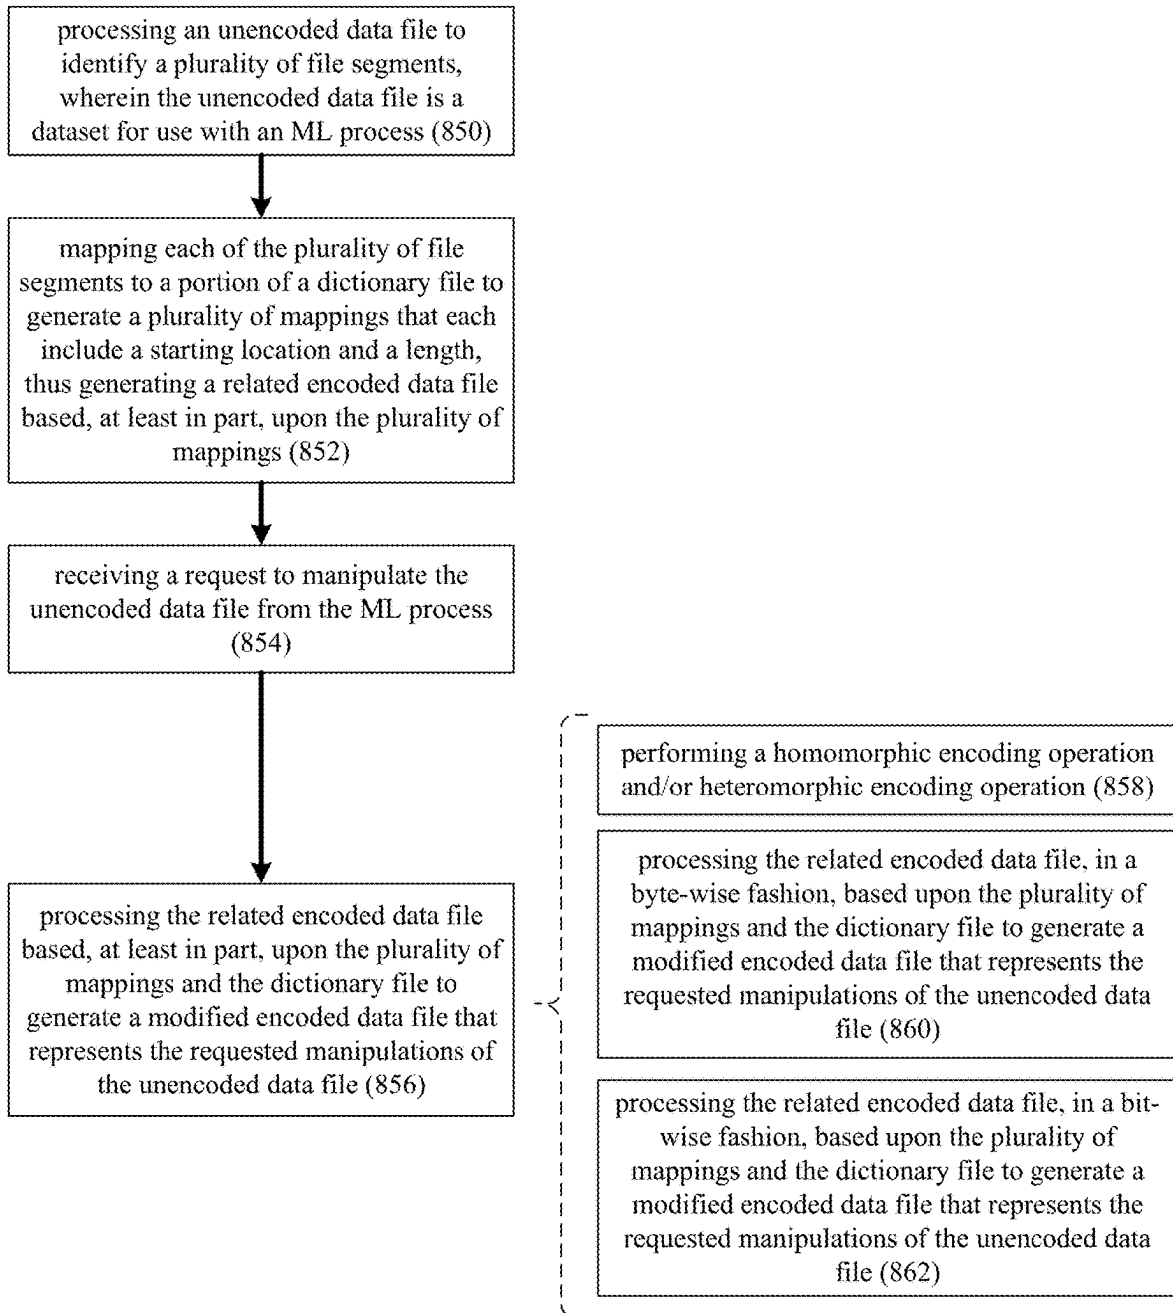 processing an unencoded data file to
identify a plurality of file segments,
wherein the unencoded data file is a
dataset for use with an ML process (850)
mapping each of the plurality of file
segments to a portion of a dictionary file to
generate a plurality of mappings that each
include a starting location and a length,
thus generating a related encoded data file
based, at least in part, upon the plurality of
mappings (852)
receiving a request to manipulate the
unencoded data file from the ML process
(854)
processing the related encoded data file
based, at least in part, upon the plurality of
mappings and the dictionary file to
generate a modified encoded data file that
represents the requested manipulations of
the unencoded data file (856)
performing a homomorphic encoding operation
and/or heteromorphic encoding operation (858)
processing the related encoded data file, in
a byte-wise fashion, based upon the plurality of
mappings and the dictionary file to generate a
modified encoded data file that represents the
requested manipulations of the unencoded data
file (860)
processing the related encoded data file, in a bit-
wise fashion, based upon the plurality of
mappings and the dictionary file to generate a
modified encoded data file that represents the
requested manipulations of the unencoded data
file (862)